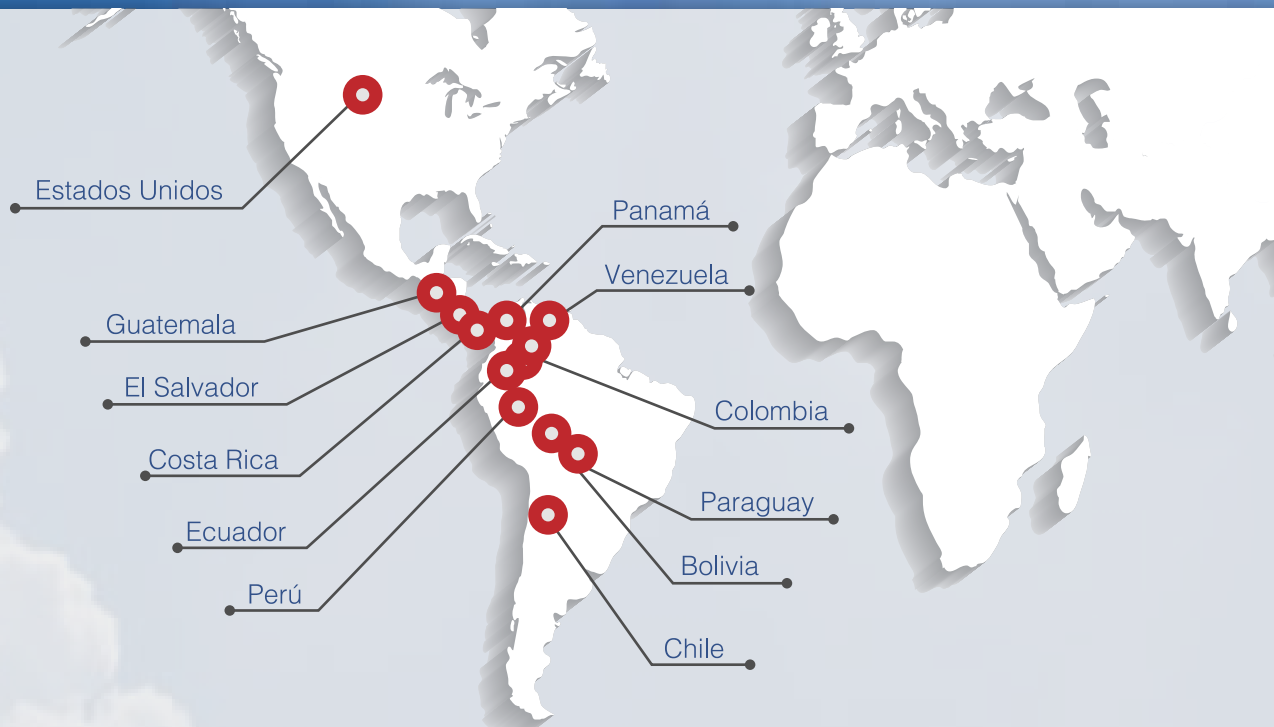 Estados Unidos
Panamá
Venezuela
Guatemala
El Salvador
Colombia
Costa Rica
Paraguay
Ecuador
Bolivia
Perú
Chile